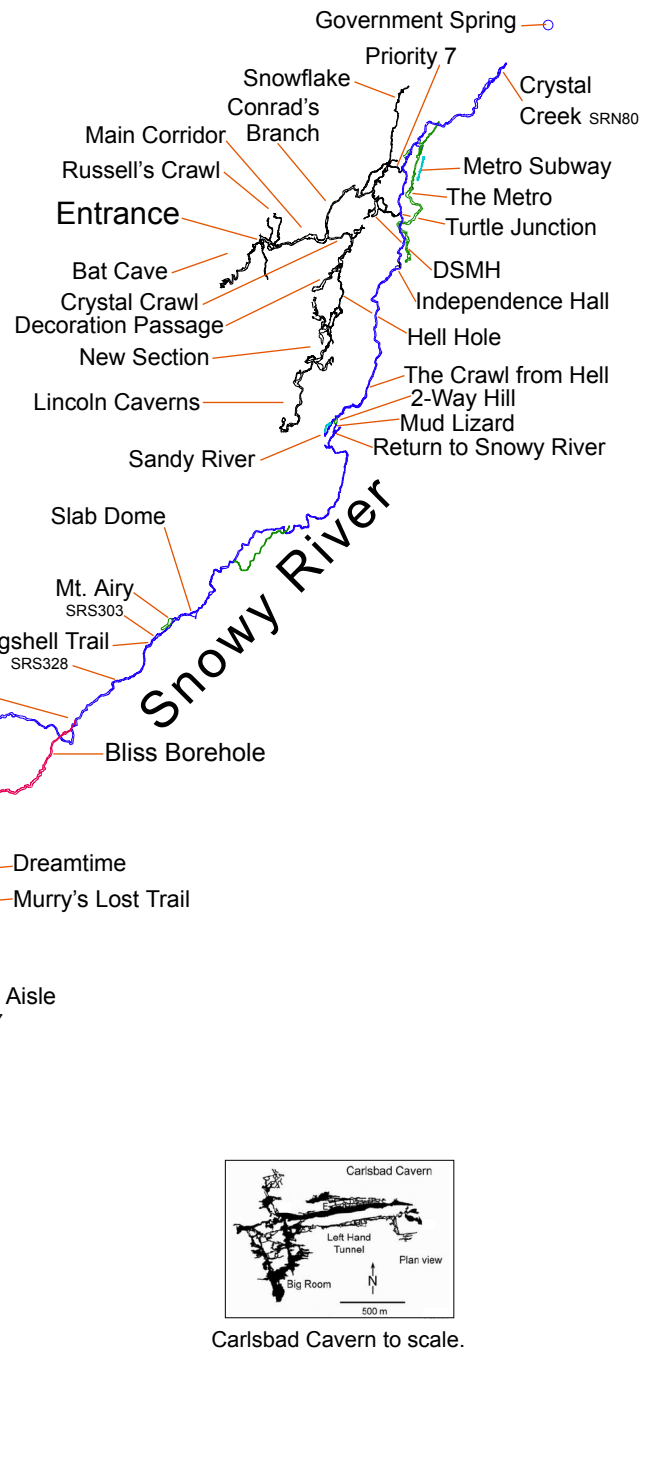 Government Spring
Priority 7
Snowflake
Crystal
Creek SRN80
Conrad's
Branch
Main Corridor
Metro Subway
Russell's Crawl
The Metro
Entrance
Turtle Junction
Bat Cave
DSMH
Crystal Crawl
Independence Hall
Decoration Passage
Hell Hole
New Section
The Crawl from Hell
2-Way Hill
Lincoln Caverns
Mud Lizard
Return to Snowy River
Sandy River
Snowy River
Slab Dome
Mt. Airy
SRS303
gshell Trail
SRS328
Bliss Borehole
Dreamtime
Murry's Lost Trail
Aisle
Carlsbad Cavern
Left Hand
Tunnel
Plan view
Big Room
N
500 m
Carlsbad Cavern to scale.